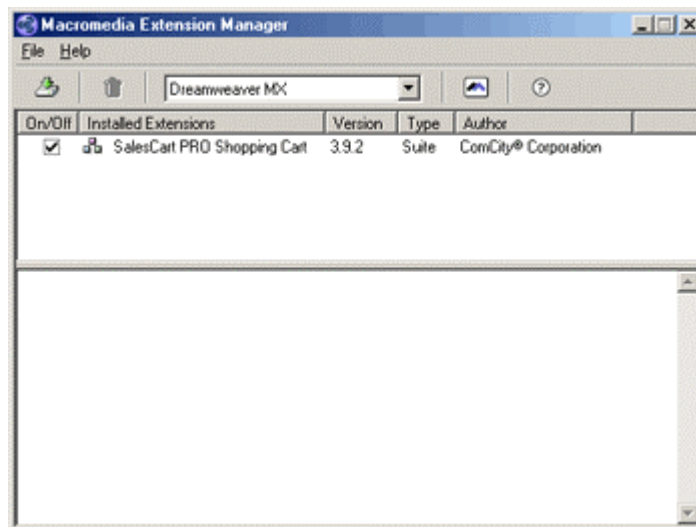 Macromedia Extension Manager
File Help
Dreamweaver MX
On/Off Installed Extensions Version Type Author
SalesCart PRO Shopping Cart 3.9.2 Suite ComCity® Corporation